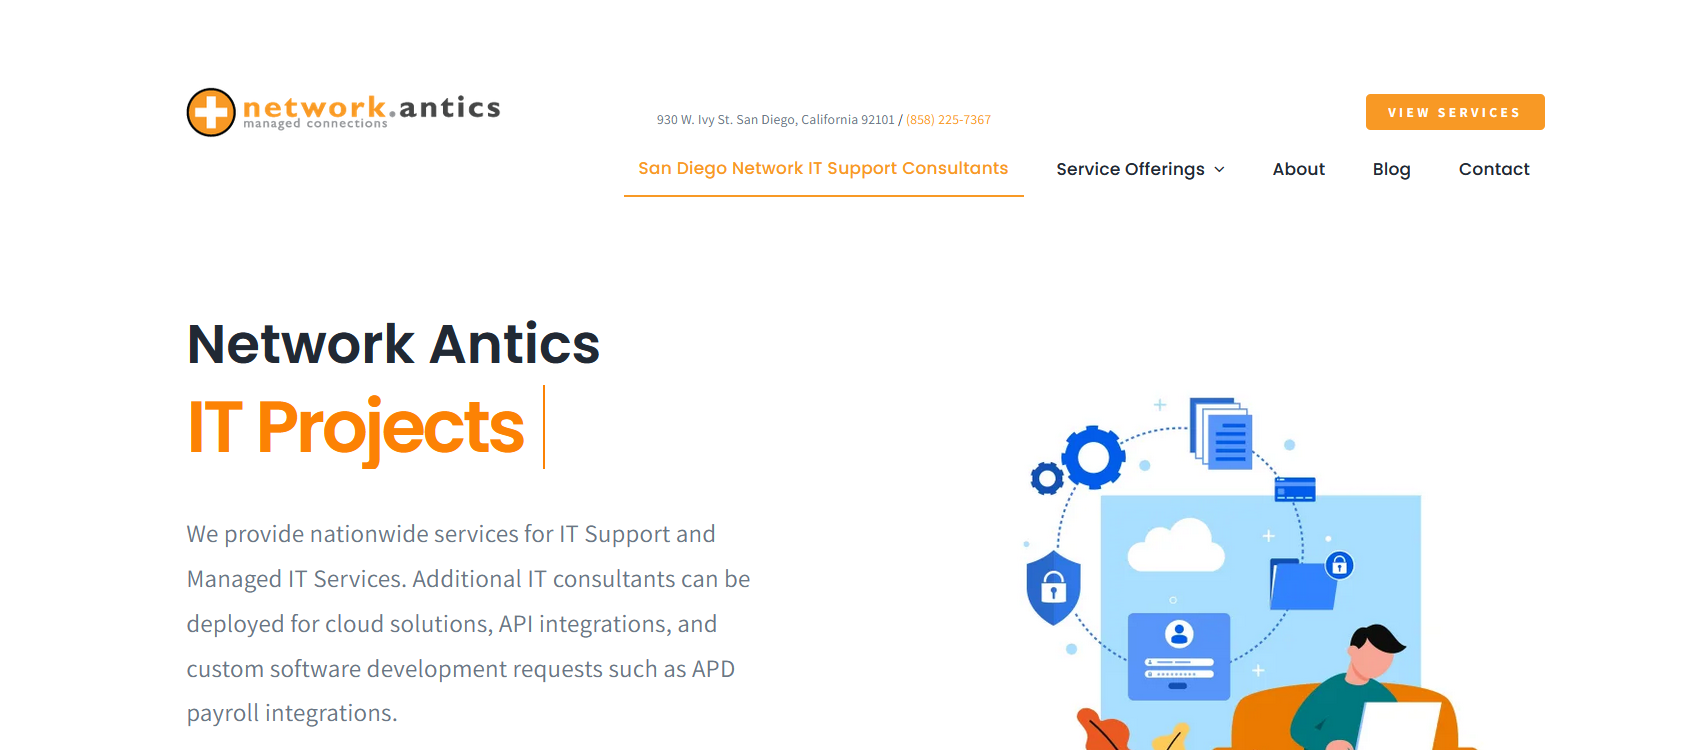 network.antics
managed connections
930 W. Ivy St. San Diego, California 92101 / (858) 225-7367
VIEW SERVICES
San Diego Network IT Support Consultants
Service Offerings
About
Blog
Contact
Network Antics
IT Projects
We provide nationwide services for IT Support and
Managed IT Services. Additional IT consultants can be
deployed for cloud solutions, API integrations, and
custom software development requests such as APD
payroll integrations.